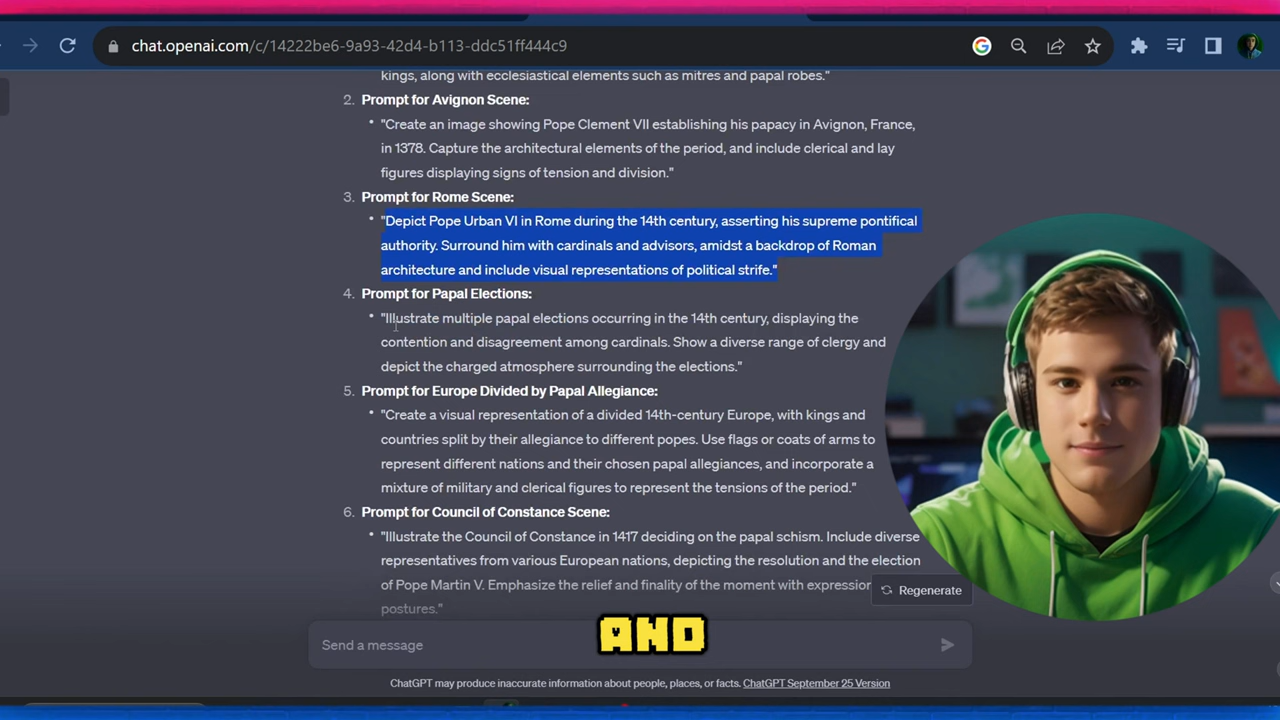 chat.openai.com/c/14222be6-9a93-42d4-b113-ddc51ff444c9
kings, along with ecclesiastical elements such as mitres and papal robes."
2. Prompt for Avignon Scene:
• "Create an image showing Pope Clement VII establishing his papacy in Avignon, France,
in 1378. Capture the architectural elements of the period, and include clerical and lay
figures displaying signs of tension and division."
3. Prompt for Rome Scene:
• "Depict Pope Urban VI in Rome during the 14th century, asserting his supreme pontifical
authority. Surround him with cardinals and advisors, amidst a backdrop of Roman
architecture and include visual representations of political strife."
4. Prompt for Papal Elections:
• "Illustrate multiple papal elections occurring in the 14th century, displaying the
contention and disagreement among cardinals. Show a diverse range of clergy and
depict the charged atmosphere surrounding the elections."
5. Prompt for Europe Divided by Papal Allegiance:
• "Create a visual representation of a divided 14th-century Europe, with kings and
countries split by their allegiance to different popes. Use flags or coats of arms to
represent different nations and their chosen papal allegiances, and incorporate a
mixture of military and clerical figures to represent the tensions of the period."
6. Prompt for Council of Constance Scene:
• "Illustrate the Council of Constance in 1417 deciding on the papal schism. Include diverse
representatives from various European nations, depicting the resolution and the election
of Pope Martin V. Emphasize the relief and finality of the moment with expression
postures."
Regenerate
AND
Send a message
ChatGPT may produce inaccurate information about people, places, or facts. ChatGPT September 25 Version